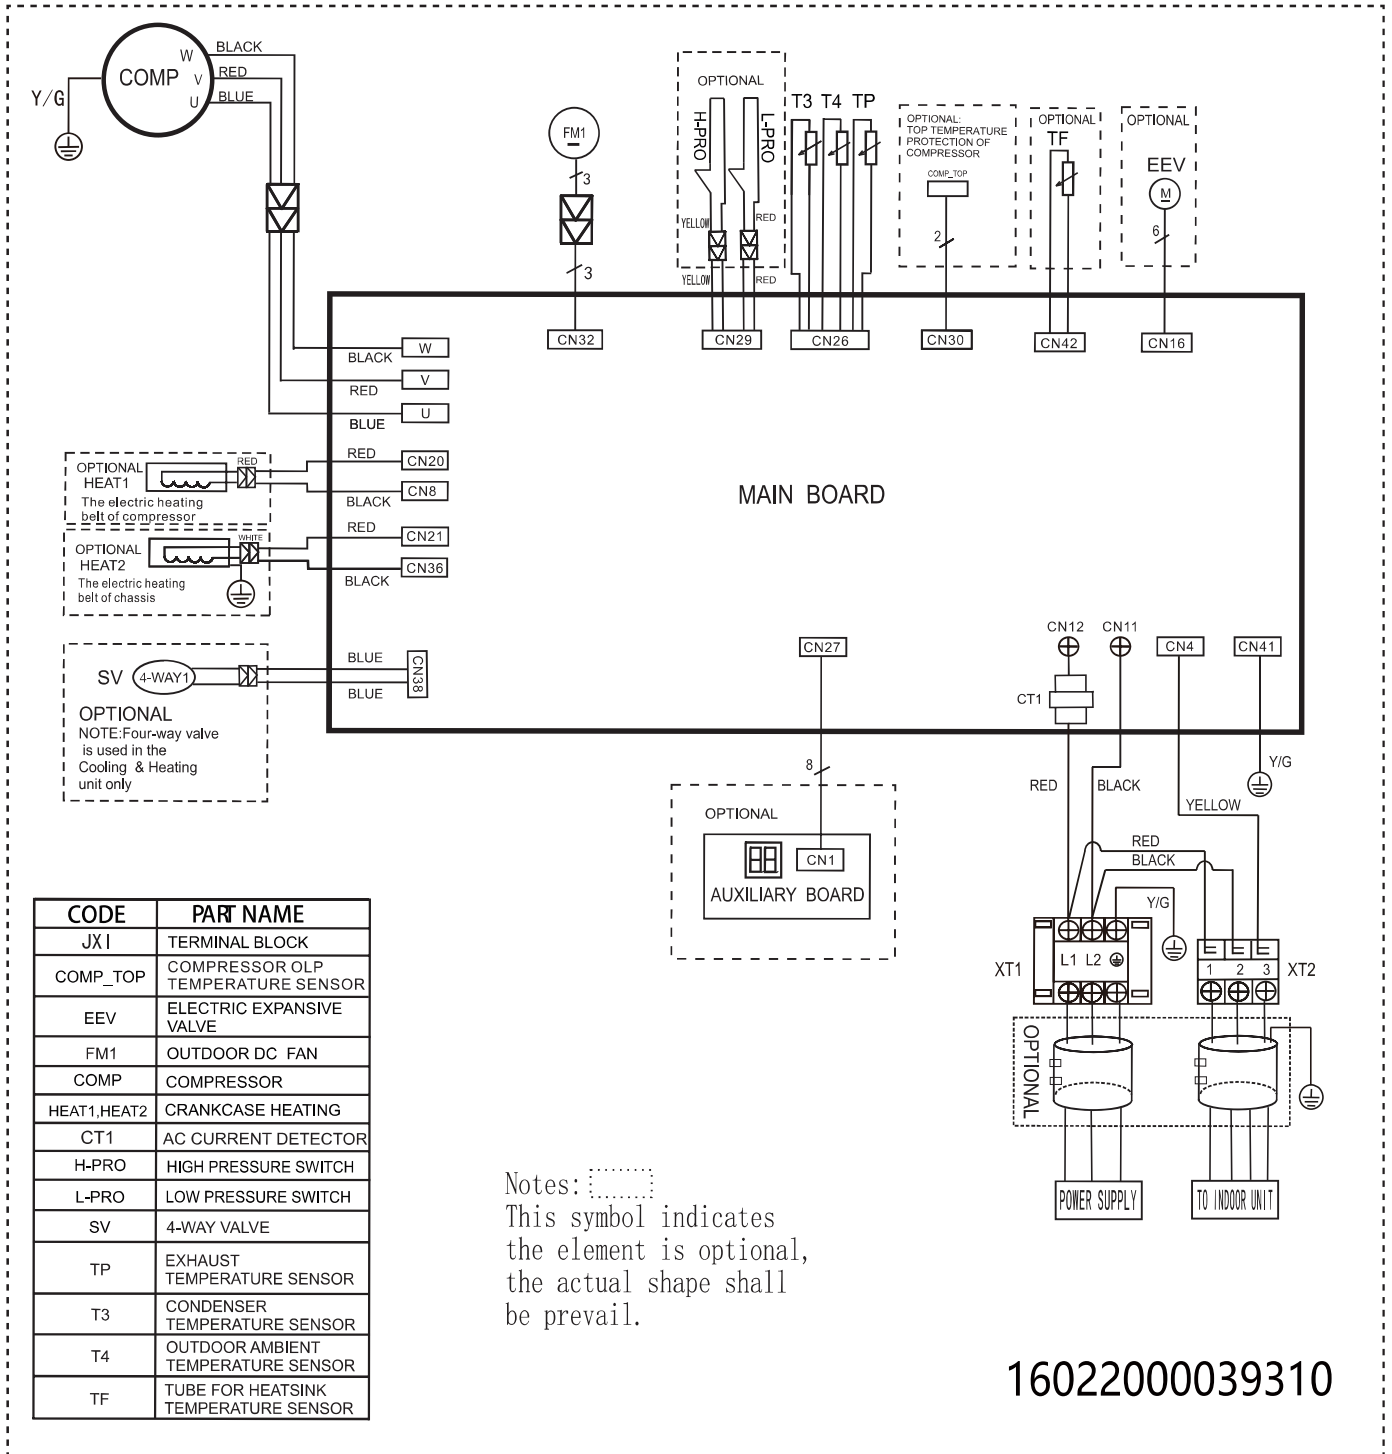 COMP
W
V
U
BLACK
RED
BLUE
Y/G
FM1
3
3
OPTIONAL
H-PRO
L-PRO
YELLOW
RED
YELLOW
RED
T3 T4 TP
OPTIONAL:
TOP TEMPERATURE
PROTECTION OF
COMPRESSOR
COMP_TOP
2
OPTIONAL
TF
OPTIONAL
EEV
M
6
CN32
CN29
CN26
CN30
CN42
CN16
BLACK
W
RED
V
BLUE
U
OPTIONAL
HEAT1
RED
The electric heating
belt of compressor
RED
CN20
BLACK
CN8
OPTIONAL
HEAT2
WHITE
The electric heating
belt of chassis
RED
CN21
BLACK
CN36
MAIN BOARD
SV
4-WAY1
OPTIONAL
NOTE:Four-way valve
is used in the
Cooling & Heating
unit only
BLUE
BLUE
CN38
CN27
8
OPTIONAL
CN1
AUXILIARY BOARD
CN12
CN11
CN4
CN41
CT1
RED
BLACK
YELLOW
Y/G
RED
BLACK
Y/G
XT1
L1 L2
1 2 3
XT2
OPTIONAL
POWER SUPPLY
TO INDOOR UNIT
CODE PART NAME
JX1 TERMINAL BLOCK
COMP_TOP COMPRESSOR OLP
TEMPERATURE SENSOR
EEV ELECTRIC EXPANSIVE
VALVE
FM1 OUTDOOR DC FAN
COMP COMPRESSOR
HEAT1,HEAT2 CRANKCASE HEATING
CT1 AC CURRENT DETECTOR
H-PRO HIGH PRESSURE SWITCH
L-PRO LOW PRESSURE SWITCH
SV 4-WAY VALVE
TP EXHAUST
TEMPERATURE SENSOR
T3 CONDENSER
TEMPERATURE SENSOR
T4 OUTDOOR AMBIENT
TEMPERATURE SENSOR
TF TUBE FOR HEATSINK
TEMPERATURE SENSOR
Notes:
This symbol indicates
the element is optional,
the actual shape shall
be prevail.
16022000039310